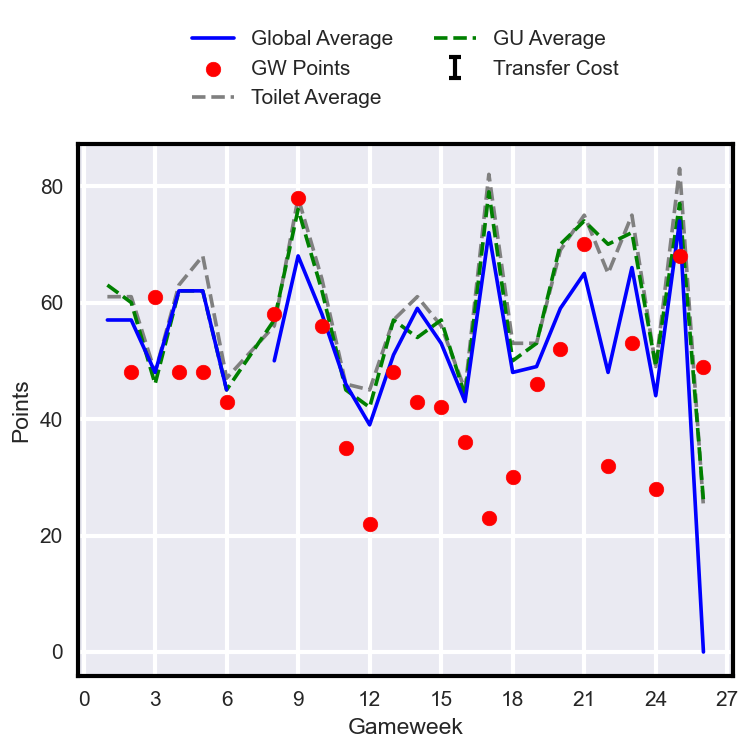 Global Average
GW Points
Toilet Average
GU Average
Transfer Cost
80
60
40
20
0
Points
0 3 6 9 12 15 18 21 24 27
Gameweek